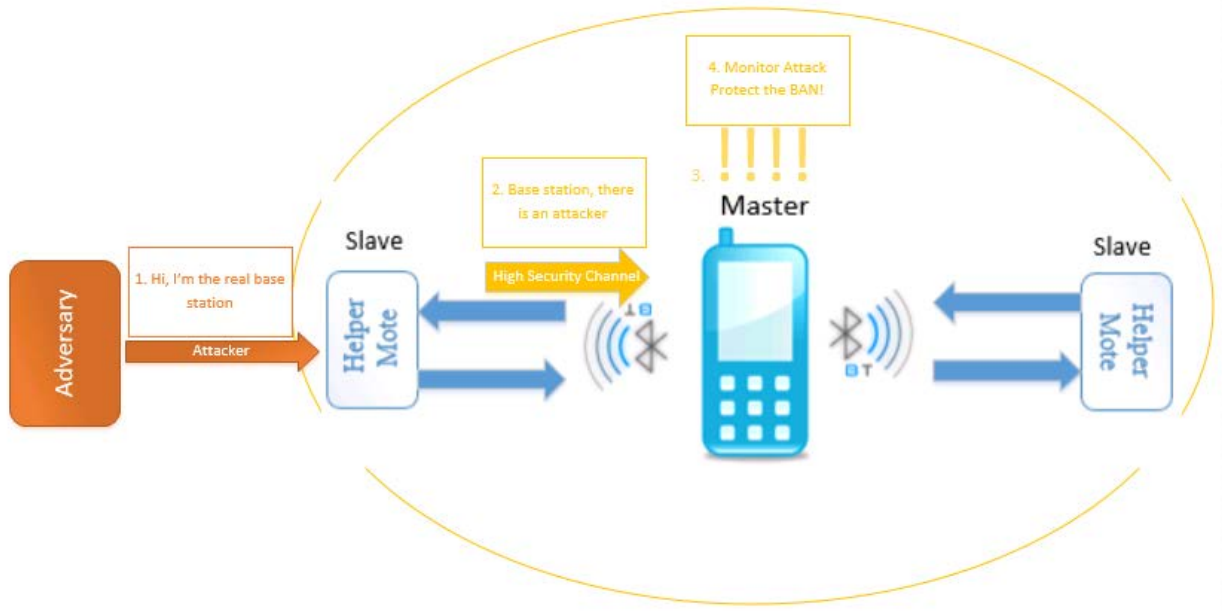 4. Monitor Attack
Protect the BAN!
3.
! ! ! !
2. Base station, there
is an attacker
Master
Slave
Slave
1. Hi, I'm the real base
station
High Security Channel
Adversary
Attacker
Helper
Mote
Helper
Mote